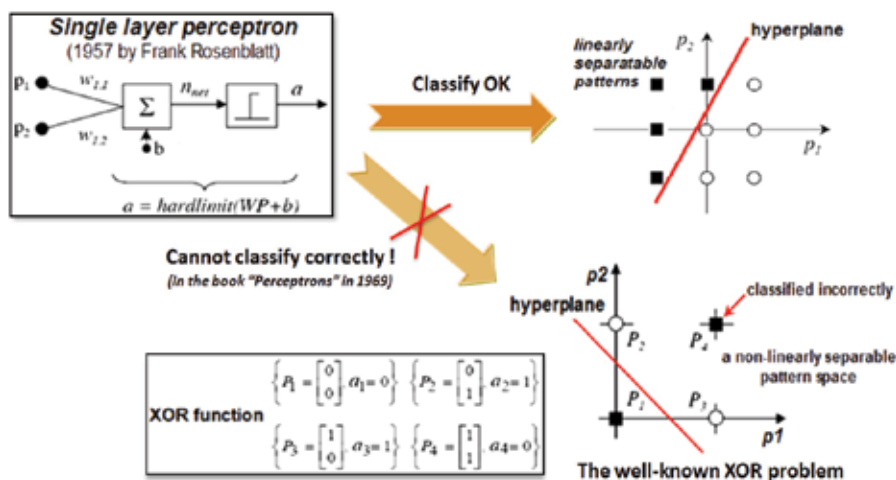 Single layer perceptron
(1957 by Frank Rosenblatt)
p₁ w₁,₁ n_net a
Σ
p₂ w₁,₂
b
a = hardlimit(WP+b)
Classify OK
linearly
separatable
patterns
p₂
hyperplane
p₁
Cannot classify correctly !
(In the book “Perceptrons” in 1969)
p2
classified incorrectly
hyperplane
P₂ P₄
a non-linearly separable
pattern space
P₁ P₃
p1
The well-known XOR problem
XOR function
{P₁ = [0 0], a₁=0} {P₂ = [0 1], a₂=1}
{P₃ = [1 0], a₃=1} {P₄ = [1 1], a₄=0}